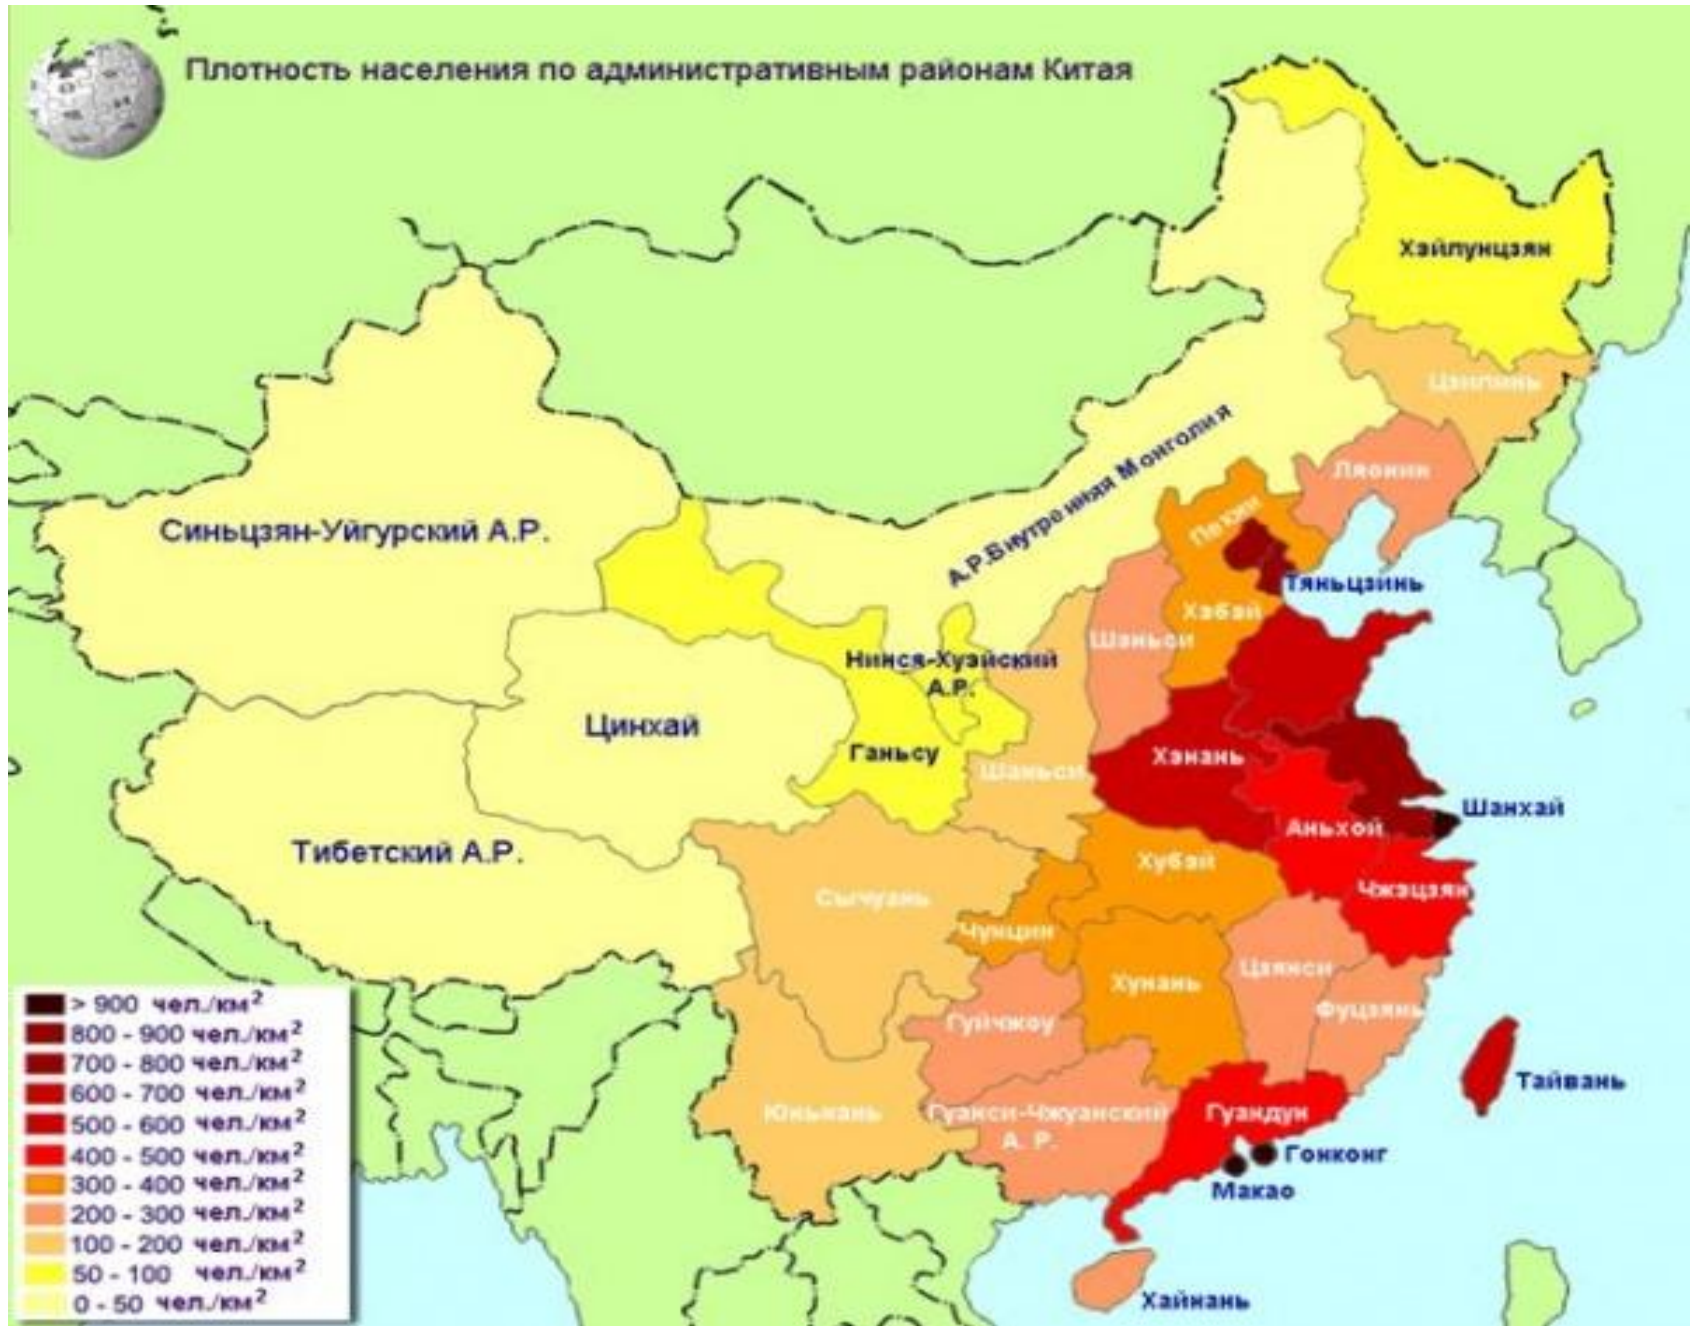 Плотность населения по административным районам Китая
Хэйлунцзян
Цзилинь
Ляонин
А.Р.Внутренняя Монголия
Синьцзян-Уйгурский А.Р.
Пекин
Тяньцзинь
Хэбэй
Шаньси
Нинся-Хуэйский
А.Р.
Цинхай
Ганьсу
Шаньси
Хэнань
Шанхай
Аньхой
Тибетский А.Р.
Хубэй
Чжэцзян
Сычуань
Чунцин
Цзянси
Хунань
Фуцзянь
Гуйчжоу
Тайвань
Юньнань
Гуанси-Чжуанский
А. Р.
Гуандун
Гонконг
Макао
Хайнань
> 900 чел./км²
800 - 900 чел./км²
700 - 800 чел./км²
600 - 700 чел./км²
500 - 600 чел./км²
400 - 500 чел./км²
300 - 400 чел./км²
200 - 300 чел./км²
100 - 200 чел./км²
50 - 100 чел./км²
0 - 50 чел./км²